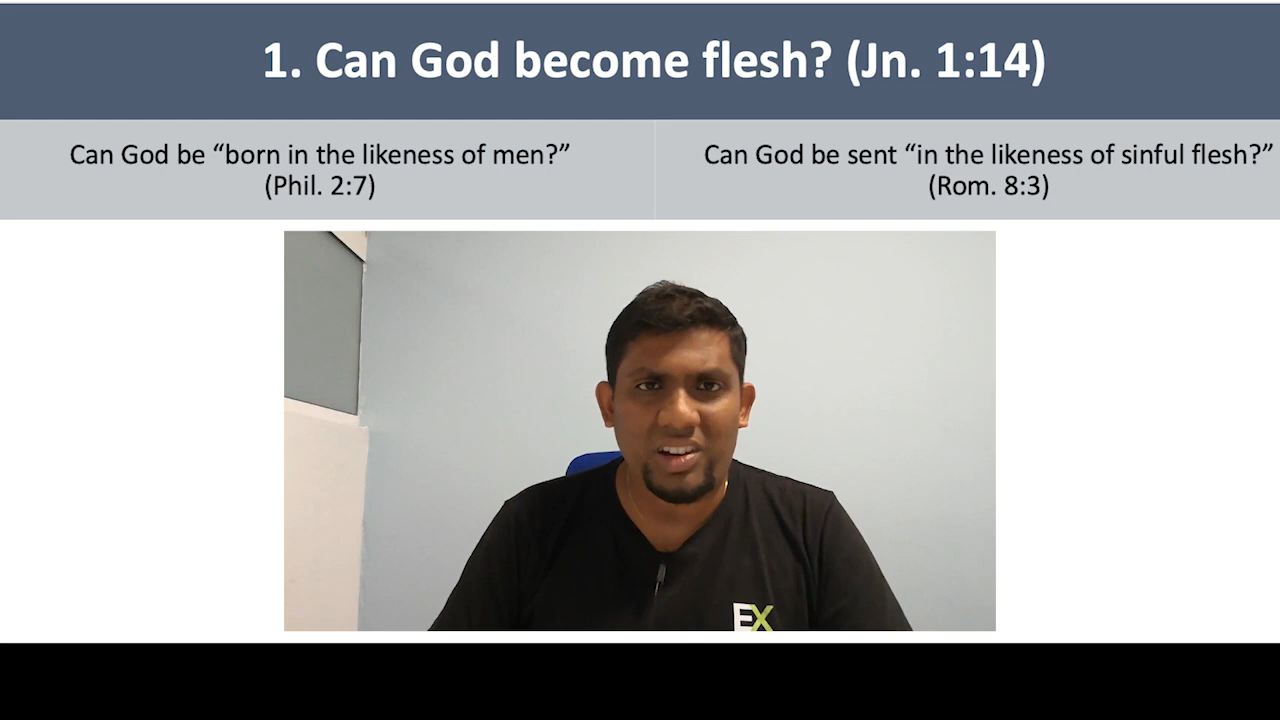 1. Can God become flesh? (Jn. 1:14)
Can God be “born in the likeness of men?”
(Phil. 2:7)
Can God be sent “in the likeness of sinful flesh?”
(Rom. 8:3)
EX